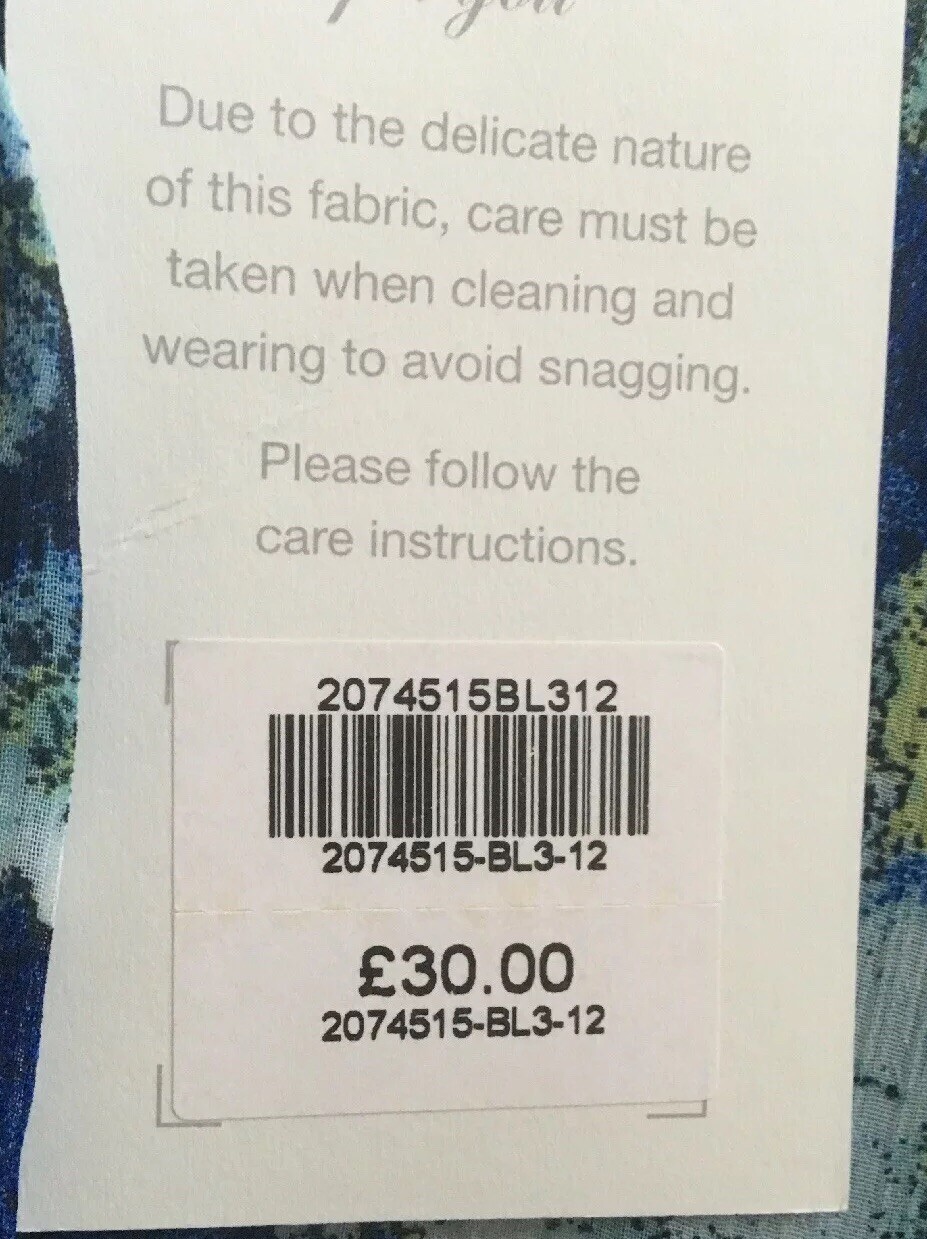 you
Due to the delicate nature
of this fabric, care must be
taken when cleaning and
wearing to avoid snagging.
Please follow the
care instructions.
2074515BL312
2074515-BL3-12
£30.00
2074515-BL3-12